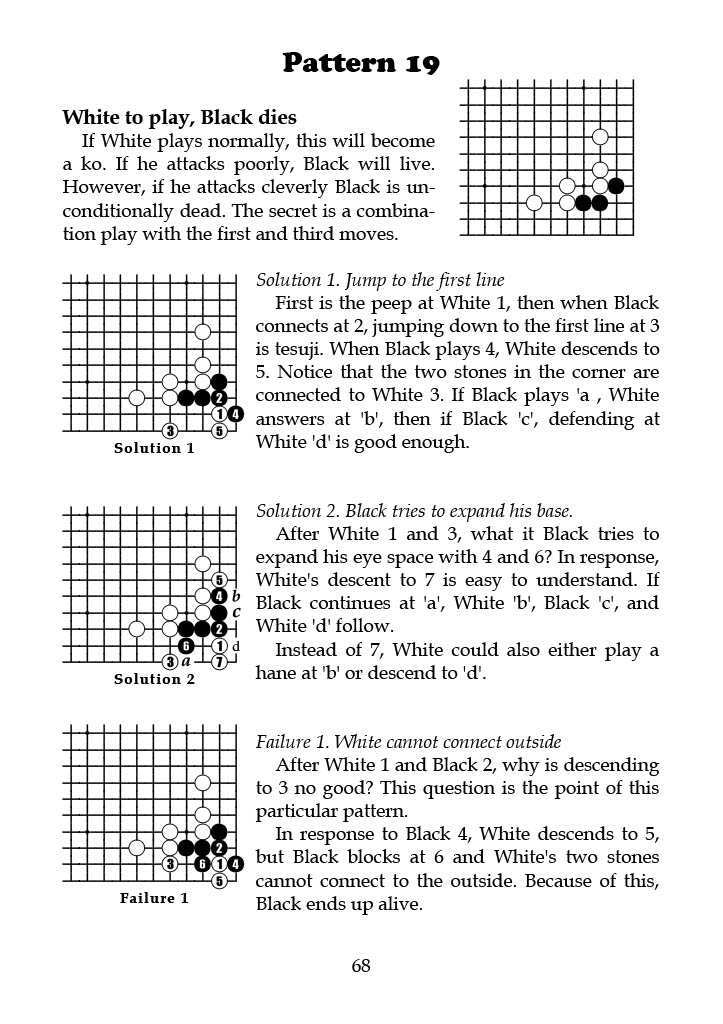 Pattern 19
White to play, Black dies
If White plays normally, this will become
a ko. If he attacks poorly, Black will live.
However, if he attacks cleverly Black is un-
conditionally dead. The secret is a combina-
tion play with the first and third moves.
Solution 1. Jump to the first line
First is the peep at White 1, then when Black
connects at 2, jumping down to the first line at 3
is tesuji. When Black plays 4, White descends to
5. Notice that the two stones in the corner are
connected to White 3. If Black plays 'a , White
answers at 'b', then if Black 'c', defending at
White 'd' is good enough.
2
1 4
3 5
Solution 1
Solution 2. Black tries to expand his base.
After White 1 and 3, what it Black tries to
expand his eye space with 4 and 6? In response,
White's descent to 7 is easy to understand. If
Black continues at 'a', White 'b', Black 'c', and
White 'd' follow.
Instead of 7, White could also either play a
hane at 'b' or descend to 'd'.
5
4 b
c
2
6 1 d
3 a 7
Solution 2
Failure 1. White cannot connect outside
After White 1 and Black 2, why is descending
to 3 no good? This question is the point of this
particular pattern.
In response to Black 4, White descends to 5,
but Black blocks at 6 and White's two stones
cannot connect to the outside. Because of this,
Black ends up alive.
2
3 6 1 4
5
Failure 1
68